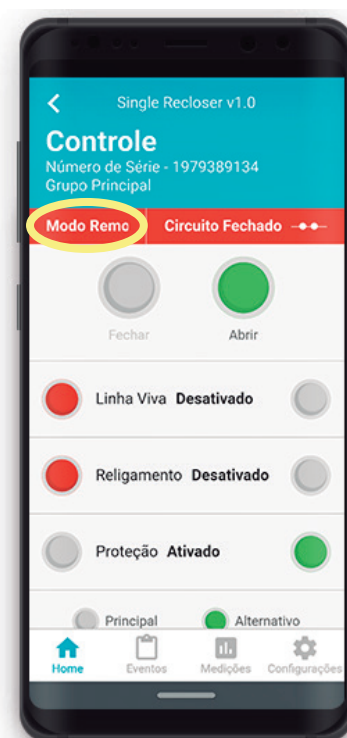 Single Recloser v1.0
Controle
Número de Série - 1979389134
Grupo Principal
Modo Remo Circuito Fechado
Fechar Abrir
Linha Viva Desativado
Religamento Desativado
Proteção Ativado
Principal Alternativo
Home Eventos Medições Configurações